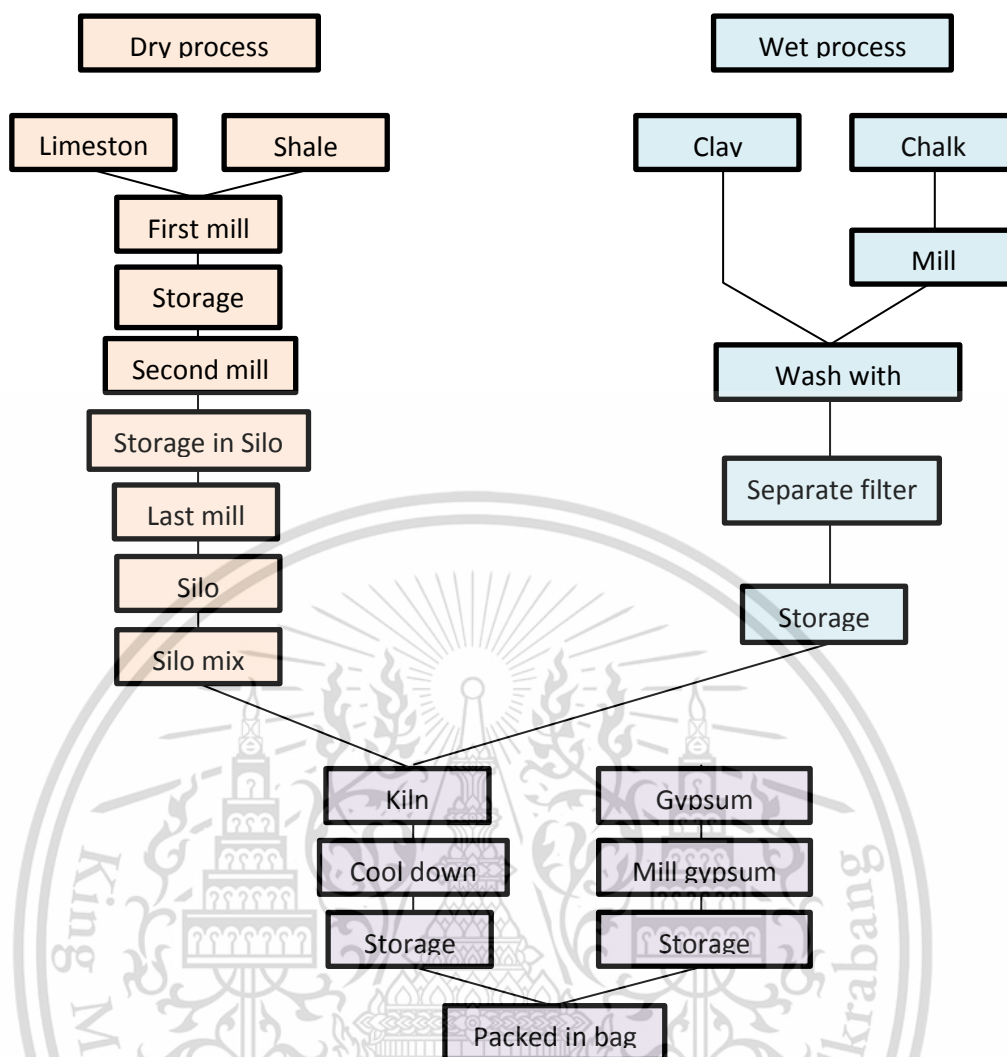 Dry process
Wet process
Limeston
Shale
Clay
Chalk
First mill
Mill
Storage
Second mill
Wash with
Storage in Silo
Separate filter
Last mill
Silo
Storage
Silo mix
Kiln
Gypsum
Cool down
Mill gypsum
Storage
Storage
Packed in bag
King M
krabang